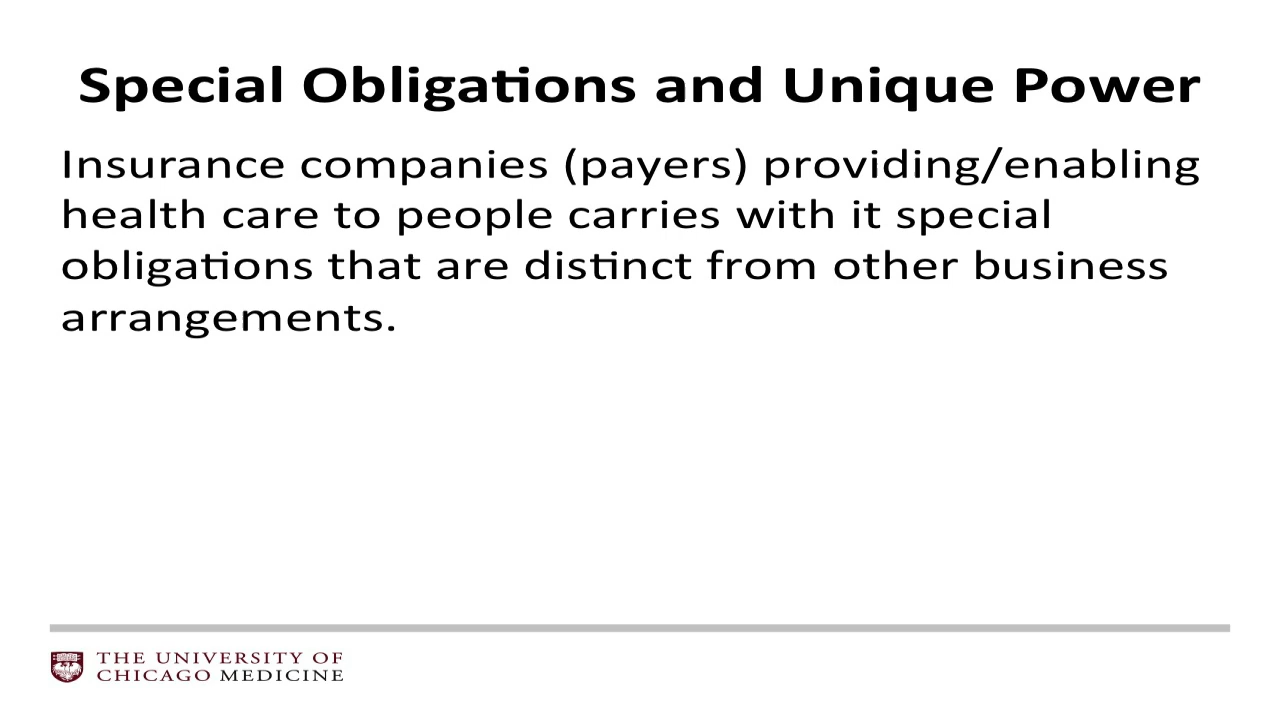 Special Obligations and Unique Power
Insurance companies (payers) providing/enabling
health care to people carries with it special
obligations that are distinct from other business
arrangements.
THE UNIVERSITY OF
CHICAGO MEDICINE